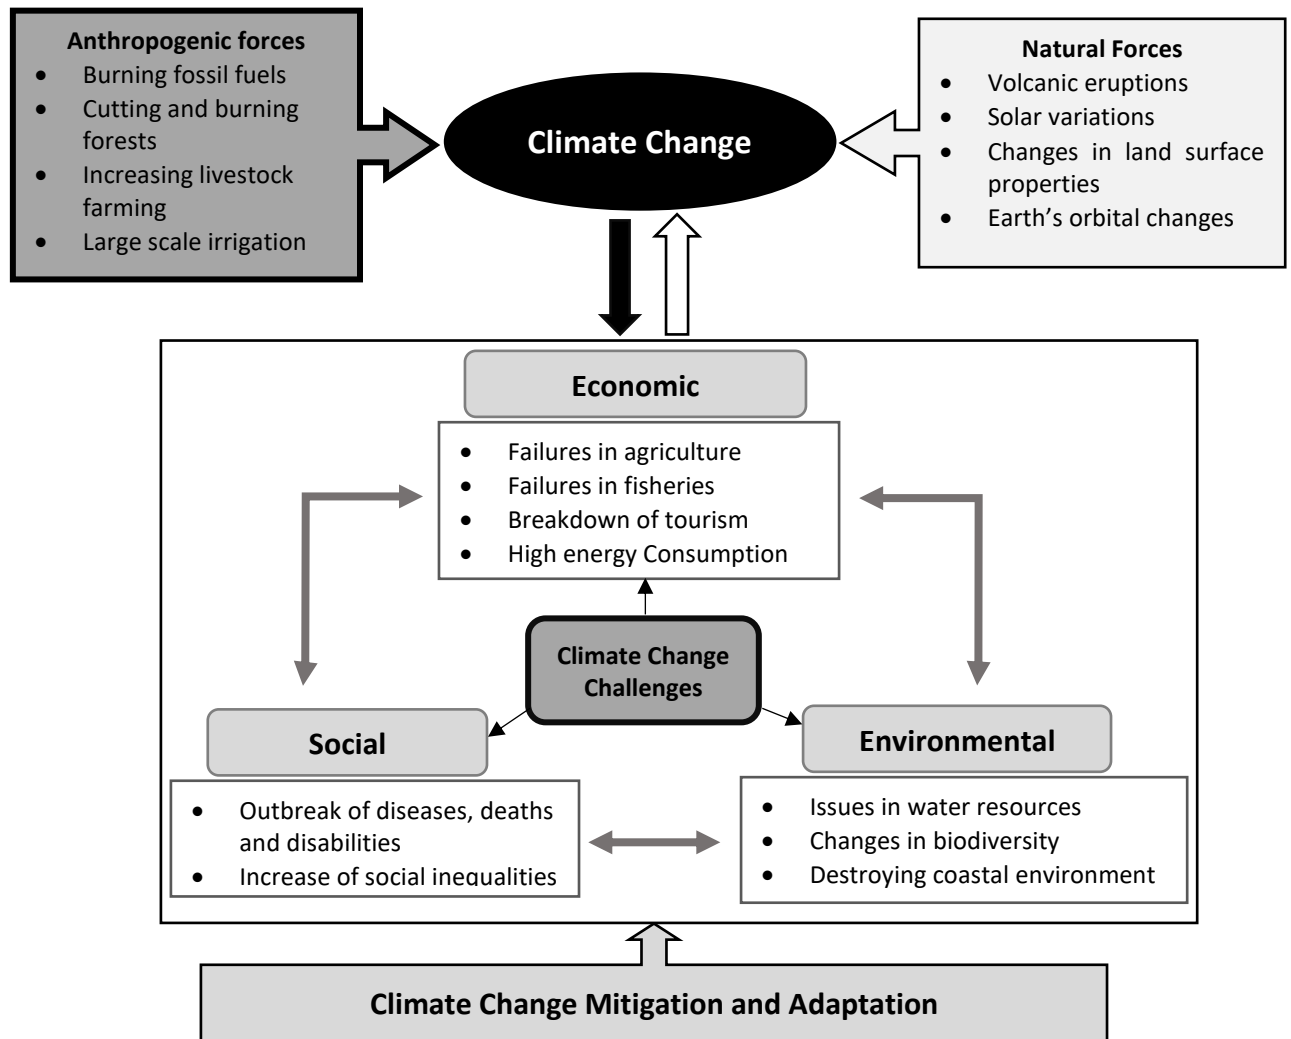 Anthropogenic forces
• Burning fossil fuels
• Cutting and burning
forests
• Increasing livestock
farming
• Large scale irrigation
Climate Change
Natural Forces
• Volcanic eruptions
• Solar variations
• Changes in land surface
properties
• Earth’s orbital changes
Economic
• Failures in agriculture
• Failures in fisheries
• Breakdown of tourism
• High energy Consumption
Climate Change
Challenges
Social
• Outbreak of diseases, deaths
and disabilities
• Increase of social inequalities
Environmental
• Issues in water resources
• Changes in biodiversity
• Destroying coastal environment
Climate Change Mitigation and Adaptation